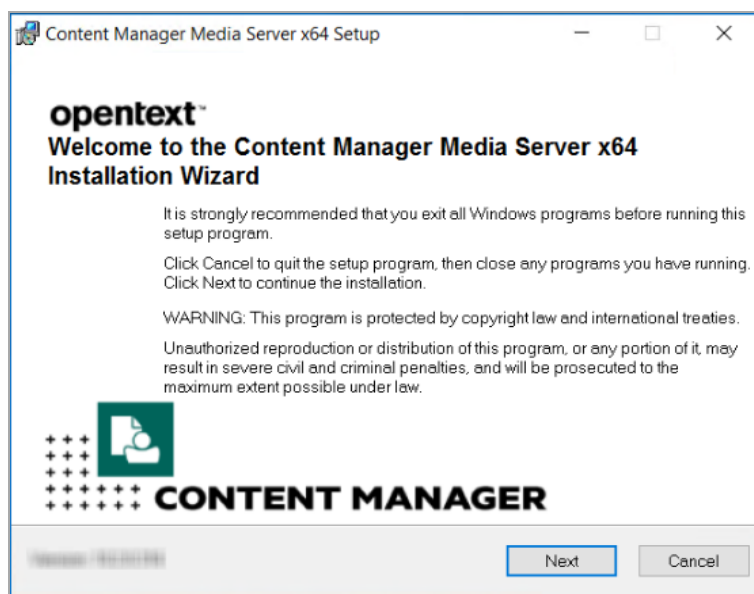 Content Manager Media Server x64 Setup
opentext™
Welcome to the Content Manager Media Server x64
Installation Wizard
It is strongly recommended that you exit all Windows programs before running this
setup program.
Click Cancel to quit the setup program, then close any programs you have running.
Click Next to continue the installation.
WARNING: This program is protected by copyright law and international treaties.
Unauthorized reproduction or distribution of this program, or any portion of it, may
result in severe civil and criminal penalties, and will be prosecuted to the
maximum extent possible under law.
CONTENT MANAGER
Next
Cancel